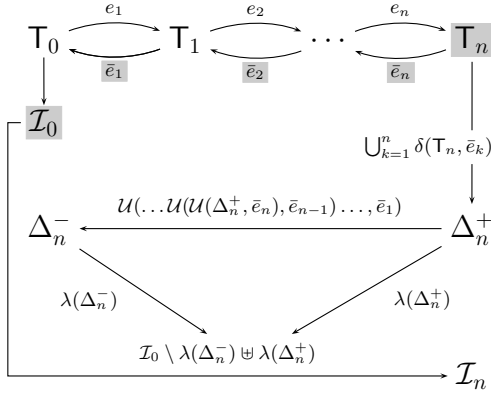 e₁ e₂ eₙ
T₀ T₁ ⋯ Tₙ
ē₁ ē₂ ēₙ
ℐ₀
⋃ₖ₌₁ⁿ δ(Tₙ, ēₖ)
𝒰(…𝒰(𝒰(Δₙ⁺, ēₙ), ēₙ₋₁)…, ē₁)
Δₙ⁻ Δₙ⁺
λ(Δₙ⁻) λ(Δₙ⁺)
ℐ₀ \ λ(Δₙ⁻) ⊎ λ(Δₙ⁺)
ℐₙ